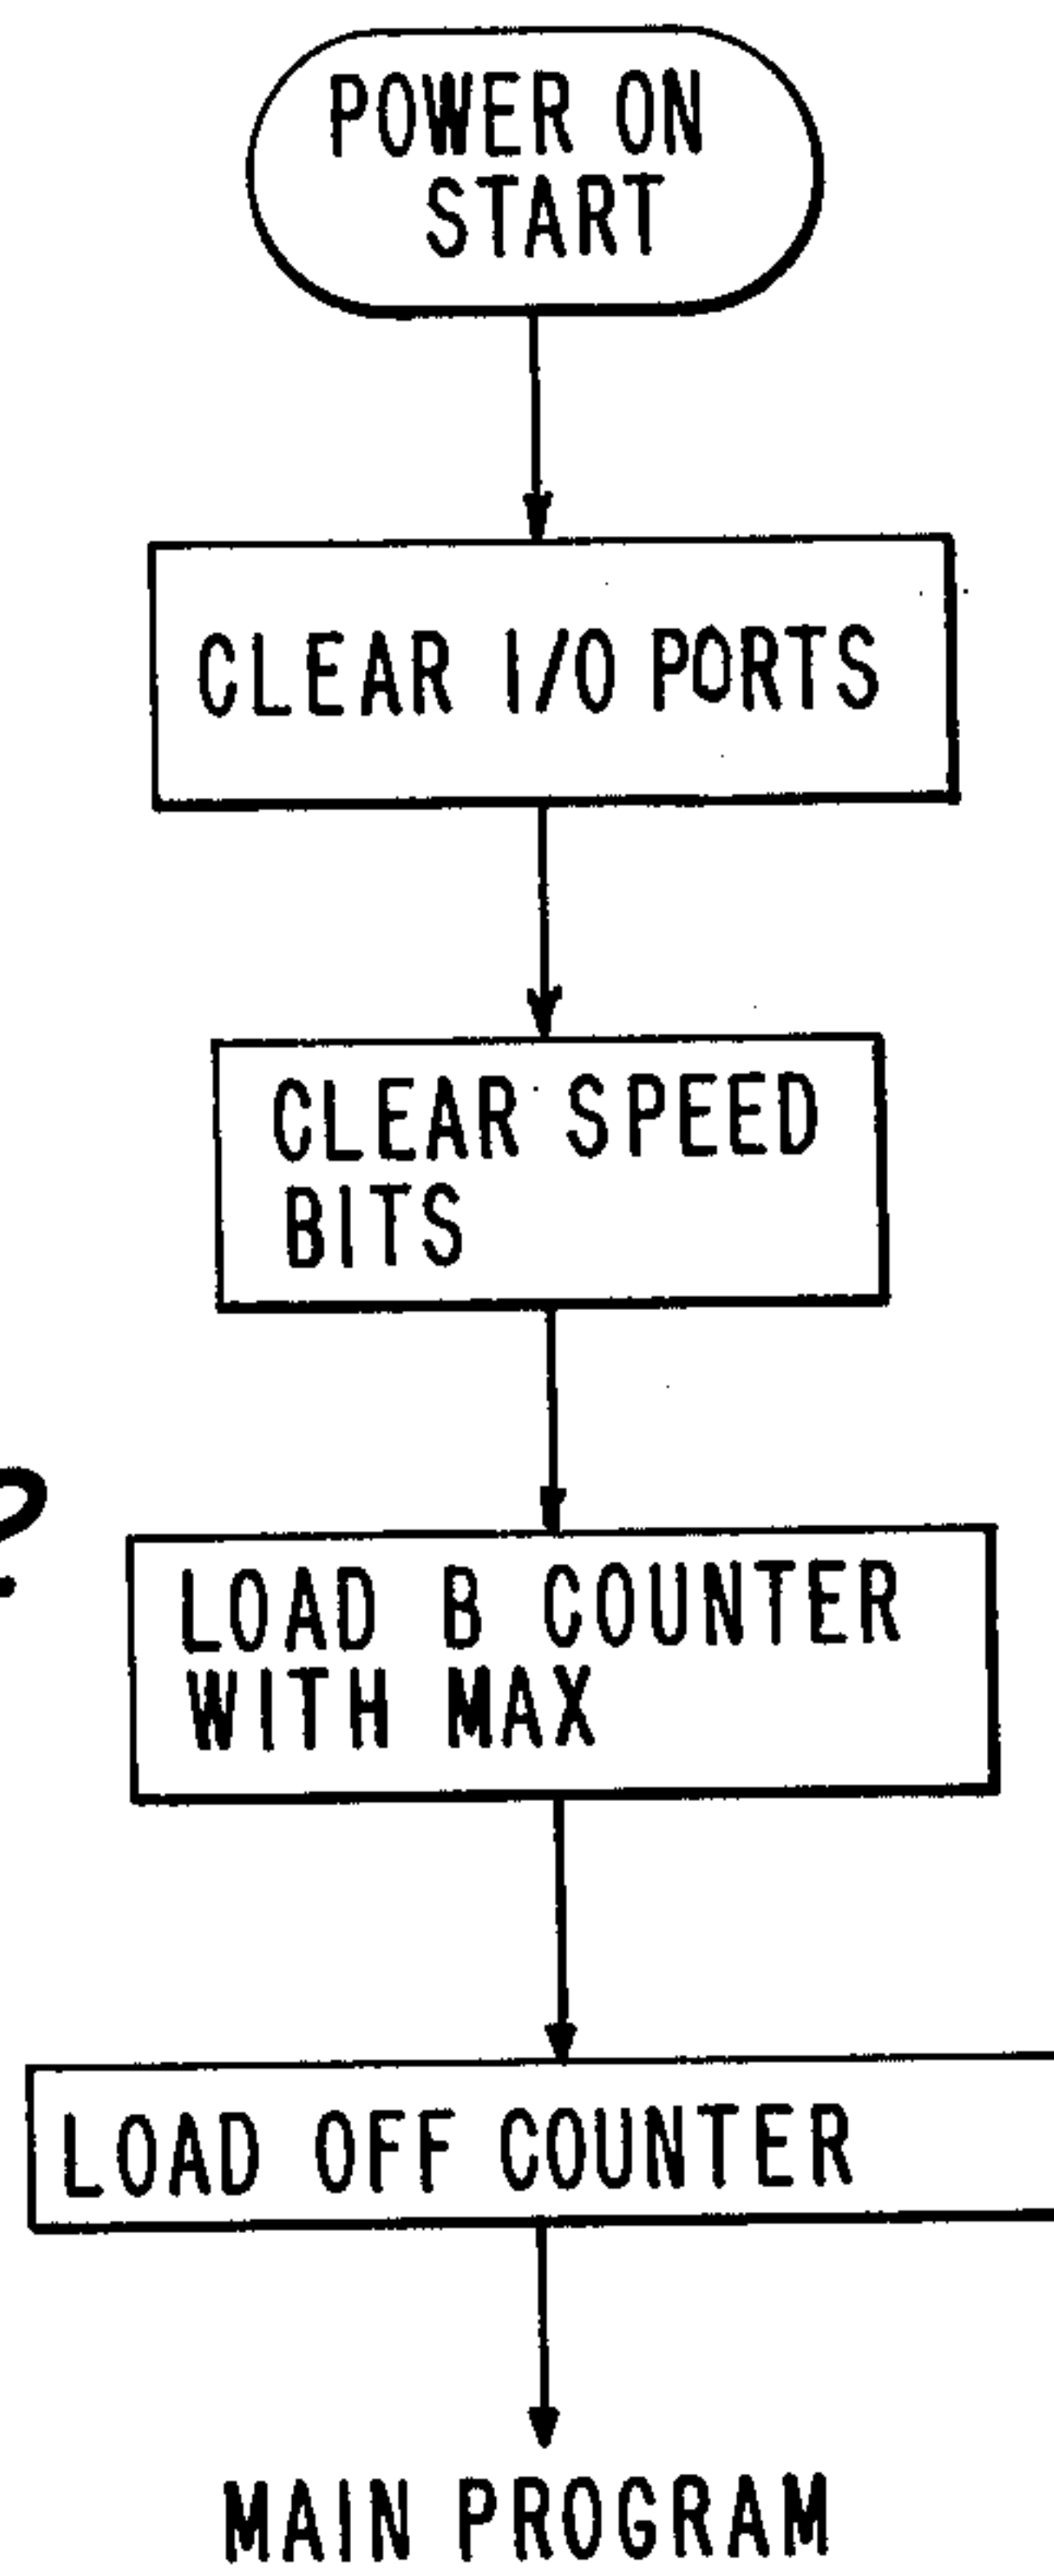 POWER ON
START
CLEAR I/O PORTS
CLEAR SPEED
BITS
LOAD B COUNTER
WITH MAX
LOAD OFF COUNTER
MAIN PROGRAM